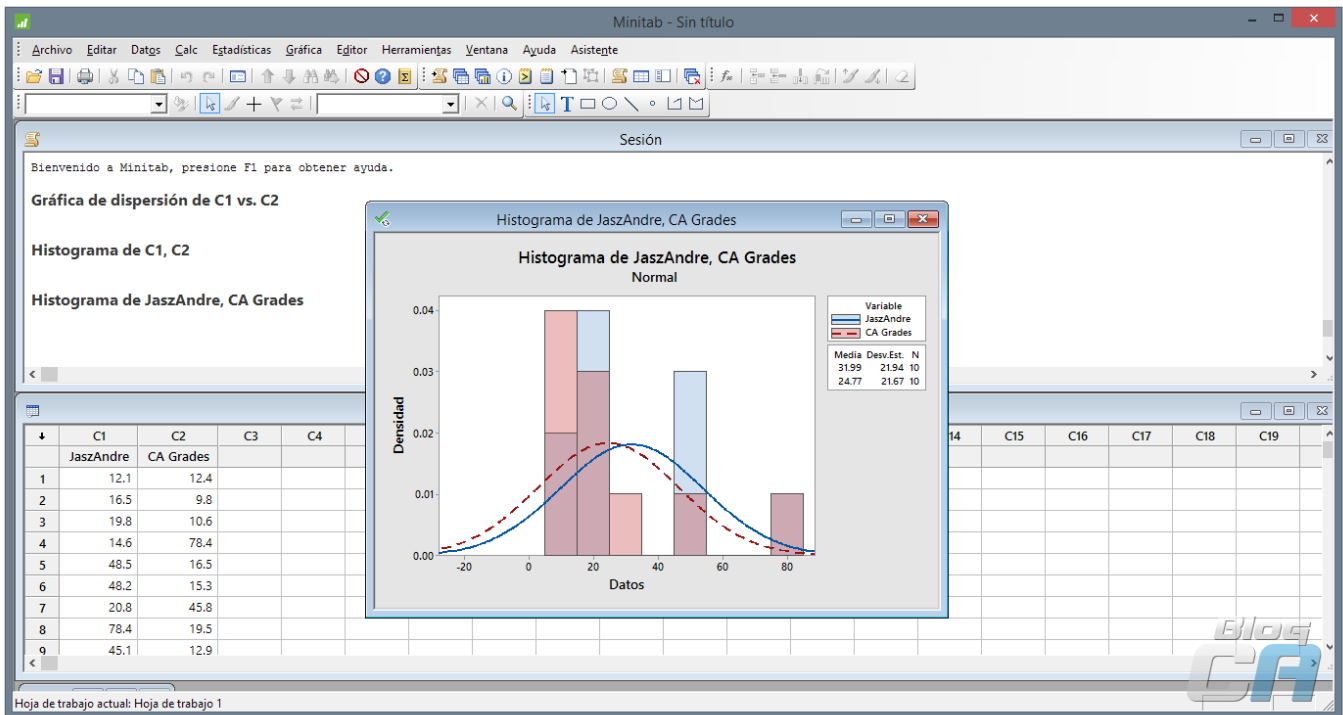 Minitab - Sin título
Archivo Editar Datos Calc Estadísticas Gráfica Editor Herramientas Ventana Ayuda Asistente
Sesión
Bienvenido a Minitab, presione F1 para obtener ayuda.
Gráfica de dispersión de C1 vs. C2
Histograma de C1, C2
Histograma de JaszAndre, CA Grades
Histograma de JaszAndre, CA Grades
Histograma de JaszAndre, CA Grades
Normal
0.04
0.03
0.02
0.01
0.00
Densidad
-20 0 20 40 60 80
Datos
Variable
JaszAndre
CA Grades
Media Desv.Est. N
31.99 21.94 10
24.77 21.67 10
C1 C2 C3 C4 14 C15 C16 C17 C18 C19
JaszAndre CA Grades
1 12.1 12.4
2 16.5 9.8
3 19.8 10.6
4 14.6 78.4
5 48.5 16.5
6 48.2 15.3
7 20.8 45.8
8 78.4 19.5
9 45.1 12.9
Blog
CA
Hoja de trabajo actual: Hoja de trabajo 1